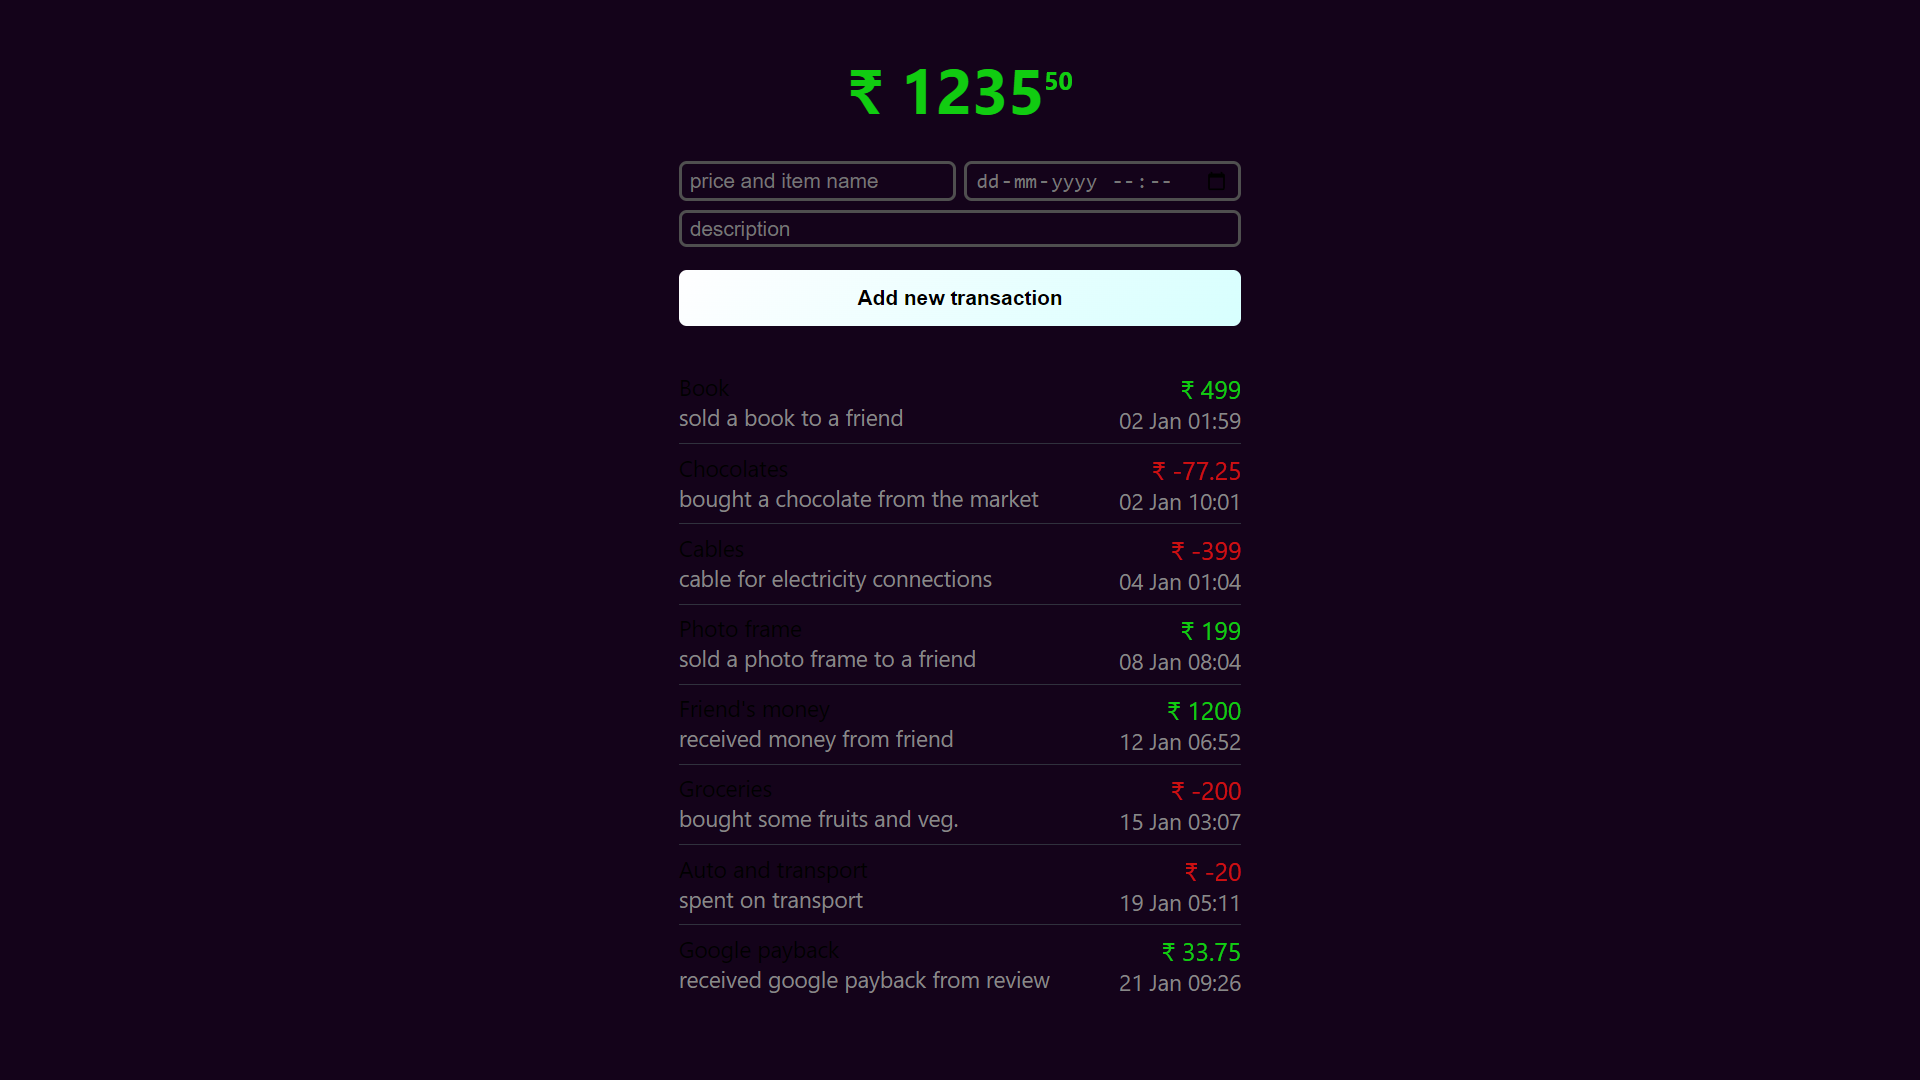 ₹ 1235 50
price and item name dd-mm-yyyy --:--
description
Add new transaction
Book ₹ 499
sold a book to a friend 02 Jan 01:59
Chocolates ₹ -77.25
bought a chocolate from the market 02 Jan 10:01
Cables ₹ -399
cable for electricity connections 04 Jan 01:04
Photo frame ₹ 199
sold a photo frame to a friend 08 Jan 08:04
Friend's money ₹ 1200
received money from friend 12 Jan 06:52
Groceries ₹ -200
bought some fruits and veg. 15 Jan 03:07
Auto and transport ₹ -20
spent on transport 19 Jan 05:11
Google payback ₹ 33.75
received google payback from review 21 Jan 09:26